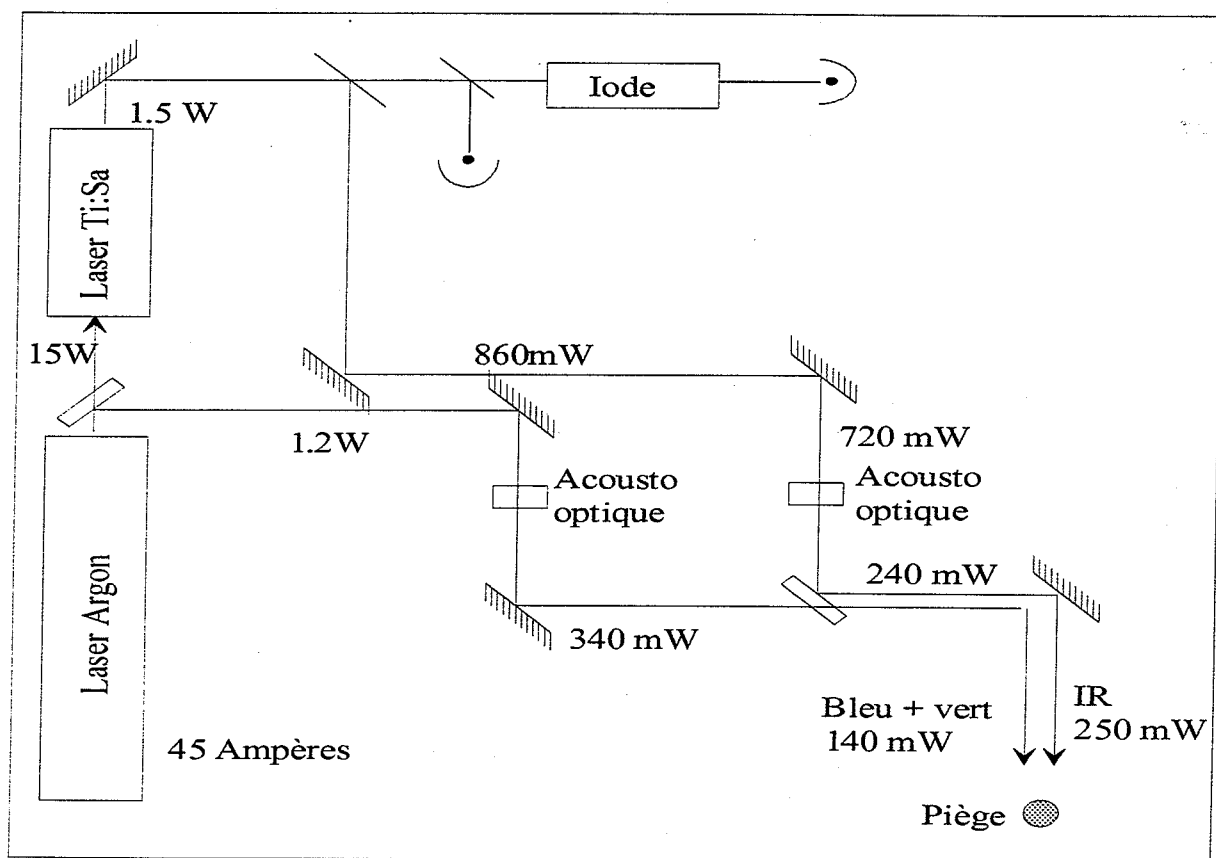 Iode
1.5 W
Laser Ti:Sa
15W
860mW
1.2W
720 mW
Acousto
optique
Acousto
optique
240 mW
340 mW
Laser Argon
Bleu + vert
140 mW
IR
250 mW
45 Ampères
Piège